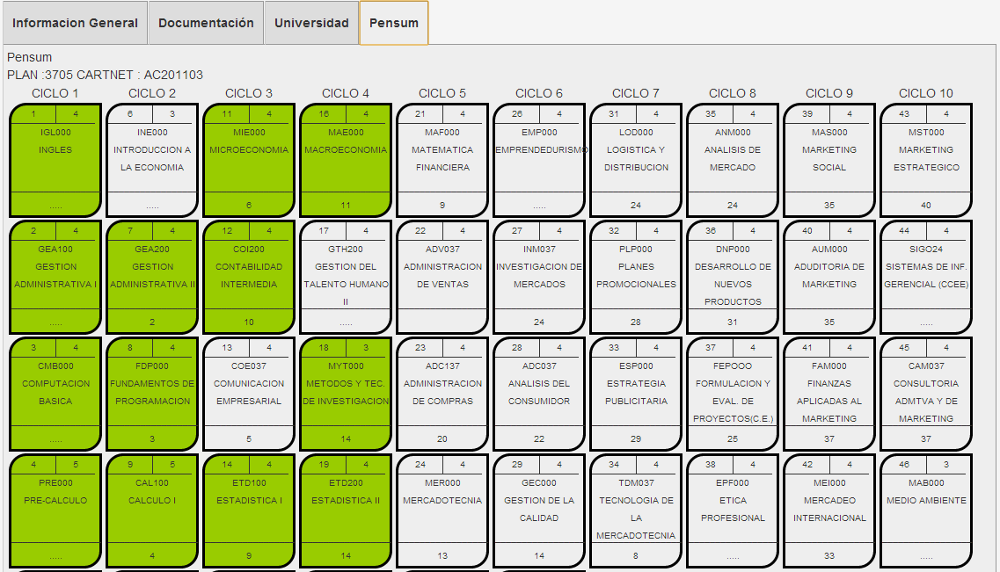 Informacion General Documentación Universidad Pensum
Pensum
PLAN :3705 CARTNET : AC201103
CICLO 1 CICLO 2 CICLO 3 CICLO 4 CICLO 5 CICLO 6 CICLO 7 CICLO 8 CICLO 9 CICLO 10
1 4 6 3 11 4 16 4 21 4 26 4 31 4 35 4 39 4 43 4
IGL000 INE000 MIE000 MAE000 MAF000 EMP000 LOD000 ANM000 MAS000 MST000
INGLES INTRODUCCION A MICROECONOMIA MACROECONOMIA MATEMATICA EMPRENDEDURISMO LOGISTICA Y ANALISIS DE MARKETING MARKETING
LA ECONOMIA FINANCIERA DISTRIBUCION MERCADO SOCIAL ESTRATEGICO
..... ..... 6 11 9 ..... 24 24 35 40
2 4 7 4 12 4 17 4 22 4 27 4 32 4 36 4 40 4 44 4
GEA100 GEA200 COI200 GTH200 ADV037 INM037 PLP000 DNP000 AUM000 SIGO24
GESTION GESTION CONTABILIDAD GESTION DEL ADMINISTRACION INVESTIGACION DE PLANES DESARROLLO DE ADUDITORIA DE SISTEMAS DE INF.
ADMINISTRATIVA I ADMINISTRATIVA II INTERMEDIA TALENTO HUMANO DE VENTAS MERCADOS PROMOCIONALES NUEVOS MARKETING GERENCIAL (CCEE)
II PRODUCTOS
..... 2 10 ..... 24 28 31 35 .....
3 4 8 4 13 4 18 3 23 4 28 4 33 4 37 4 41 4 45 4
CMB000 FDP000 COE037 MYT000 ADC137 ADC037 ESP000 FEPOOO FAM000 CAM037
COMPUTACION FUNDAMENTOS DE COMUNICACION METODOS Y TEC. ADMINISTRACION ANALISIS DEL ESTRATEGIA FORMULACION Y FINANZAS CONSULTORIA
BASICA PROGRAMACION EMPRESARIAL DE INVESTIGACION DE COMPRAS CONSUMIDOR PUBLICITARIA EVAL. DE APLICADAS AL ADMTVA Y DE
PROYECTOS(C.E.) MARKETING MARKETING
..... 3 5 14 20 22 29 25 37 37
4 5 9 5 14 4 19 4 24 4 29 4 34 4 38 4 42 4 46 3
PRE000 CAL100 ETD100 ETD200 MER000 GEC000 TDM037 EPF000 MEI000 MAB000
PRE-CALCULO CALCULO I ESTADISTICA I ESTADISTICA II MERCADOTECNIA GESTION DE LA TECNOLOGIA DE ETICA MERCADEO MEDIO AMBIENTE
CALIDAD LA PROFESIONAL INTERNACIONAL
MERCADOTECNIA
..... 4 9 14 13 14 8 ..... 33 .....